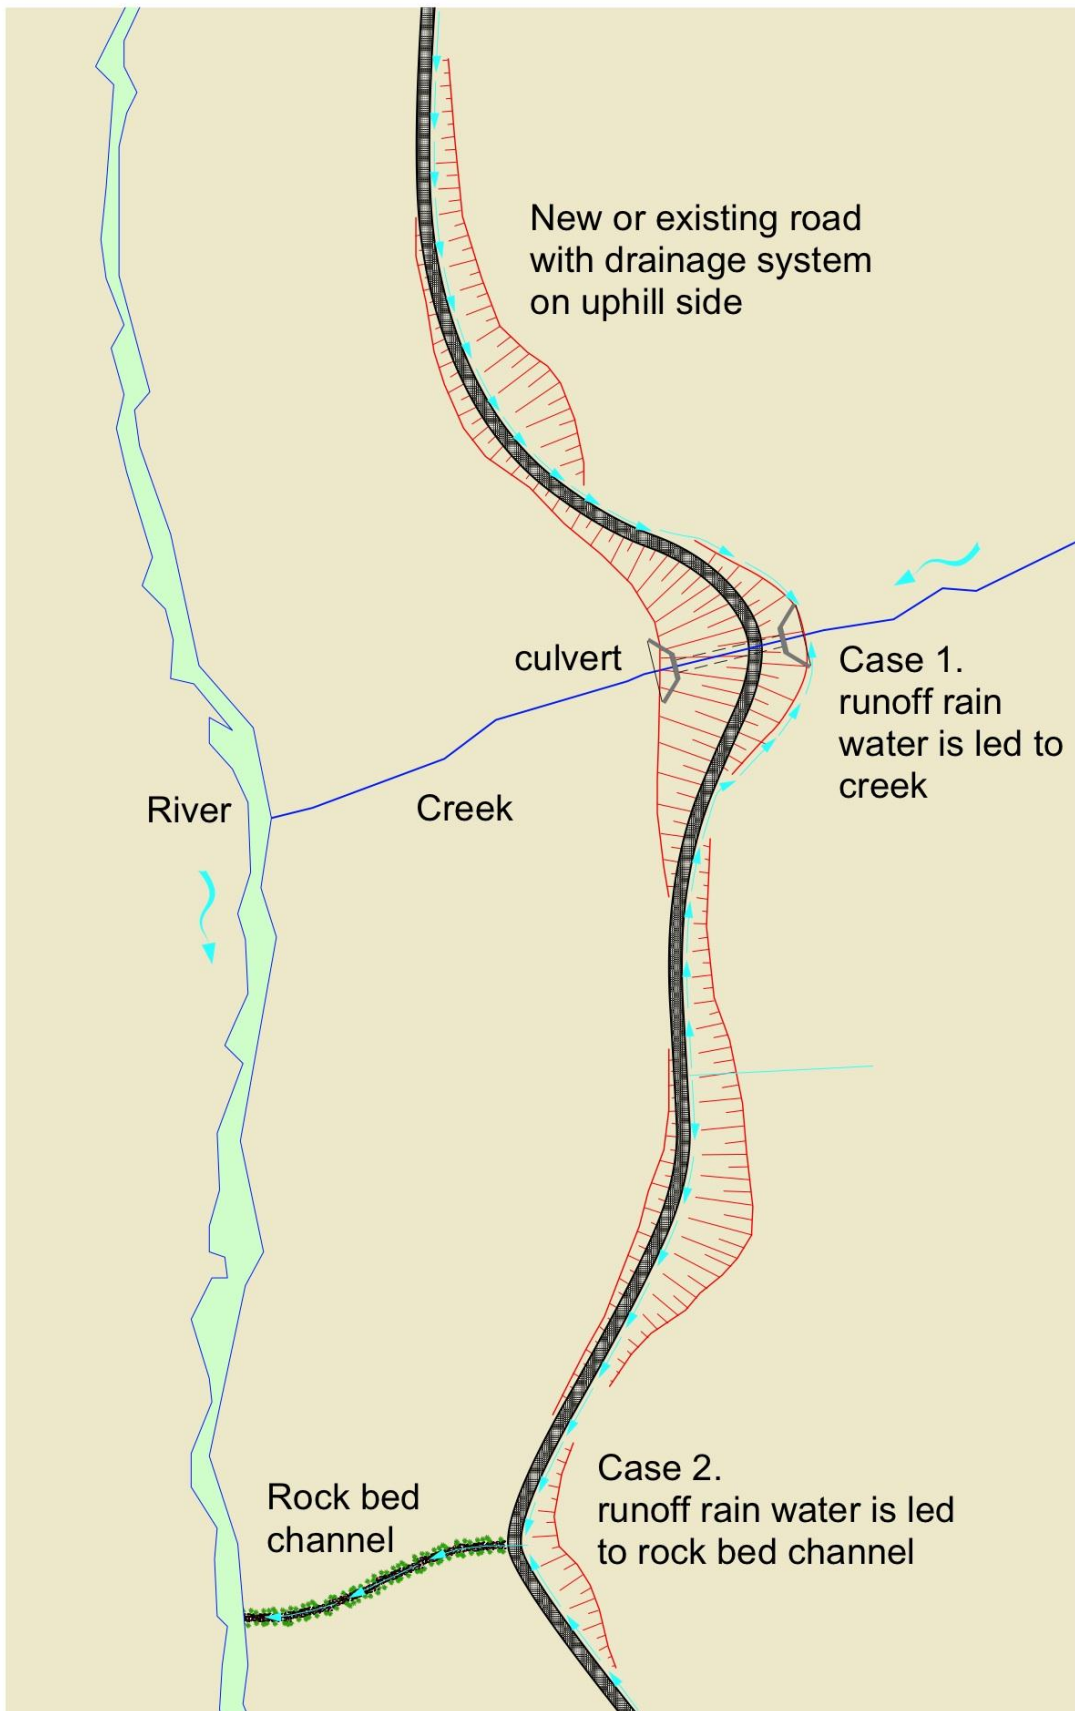 New or existing road
with drainage system
on uphill side
culvert
Case 1.
runoff rain
water is led to
creek
River
Creek
Case 2.
runoff rain water is led
to rock bed channel
Rock bed
channel